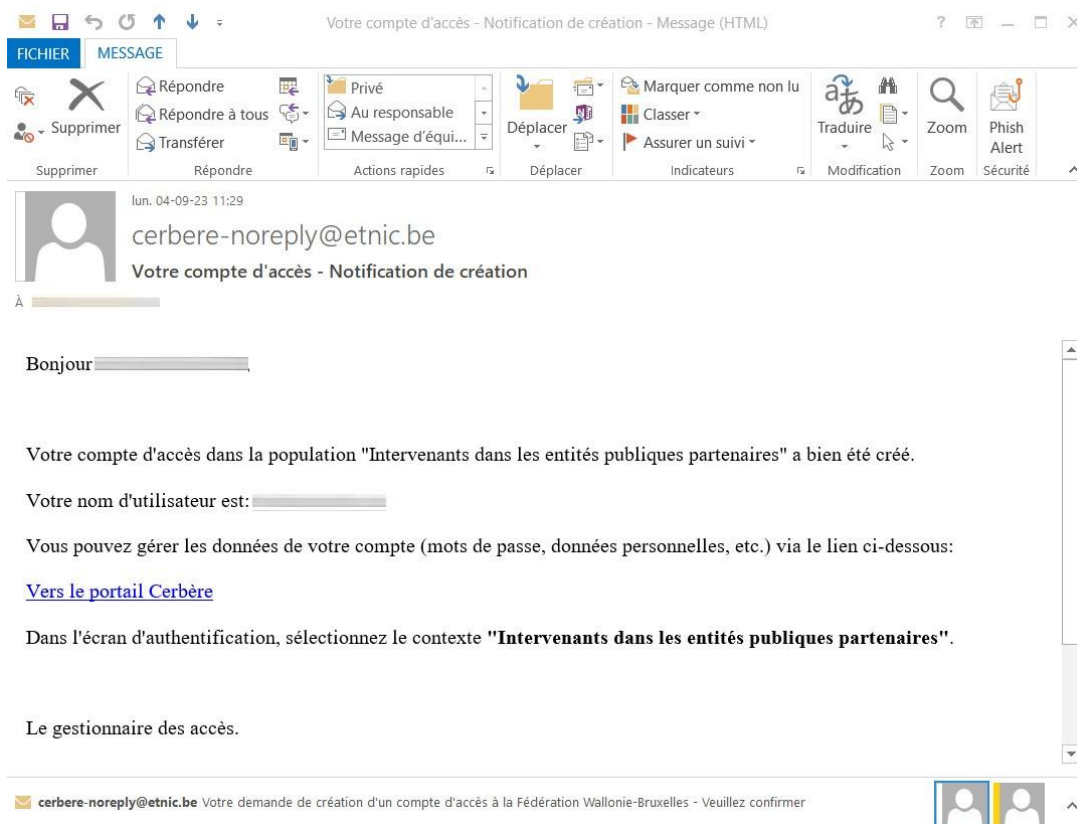 Votre compte d'accès - Notification de création - Message (HTML)
?
FICHIER MESSAGE
Supprimer
Répondre
Répondre à tous
Transférer
Privé
Au responsable
Message d'équi...
Déplacer
Marquer comme non lu
Classer
Assurer un suivi
Traduire
Zoom
Phish Alert
Supprimer Répondre Actions rapides Déplacer Indicateurs Modification Zoom Sécurité
lun. 04-09-23 11:29
cerbere-noreply@etnic.be
Votre compte d'accès - Notification de création
À
Bonjour ,
Votre compte d'accès dans la population "Intervenants dans les entités publiques partenaires" a bien été créé.
Votre nom d'utilisateur est:
Vous pouvez gérer les données de votre compte (mots de passe, données personnelles, etc.) via le lien ci-dessous:
Vers le portail Cerbère
Dans l'écran d'authentification, sélectionnez le contexte "Intervenants dans les entités publiques partenaires".
Le gestionnaire des accès.
cerbere-noreply@etnic.be Votre demande de création d'un compte d'accès à la Fédération Wallonie-Bruxelles - Veuillez confirmer